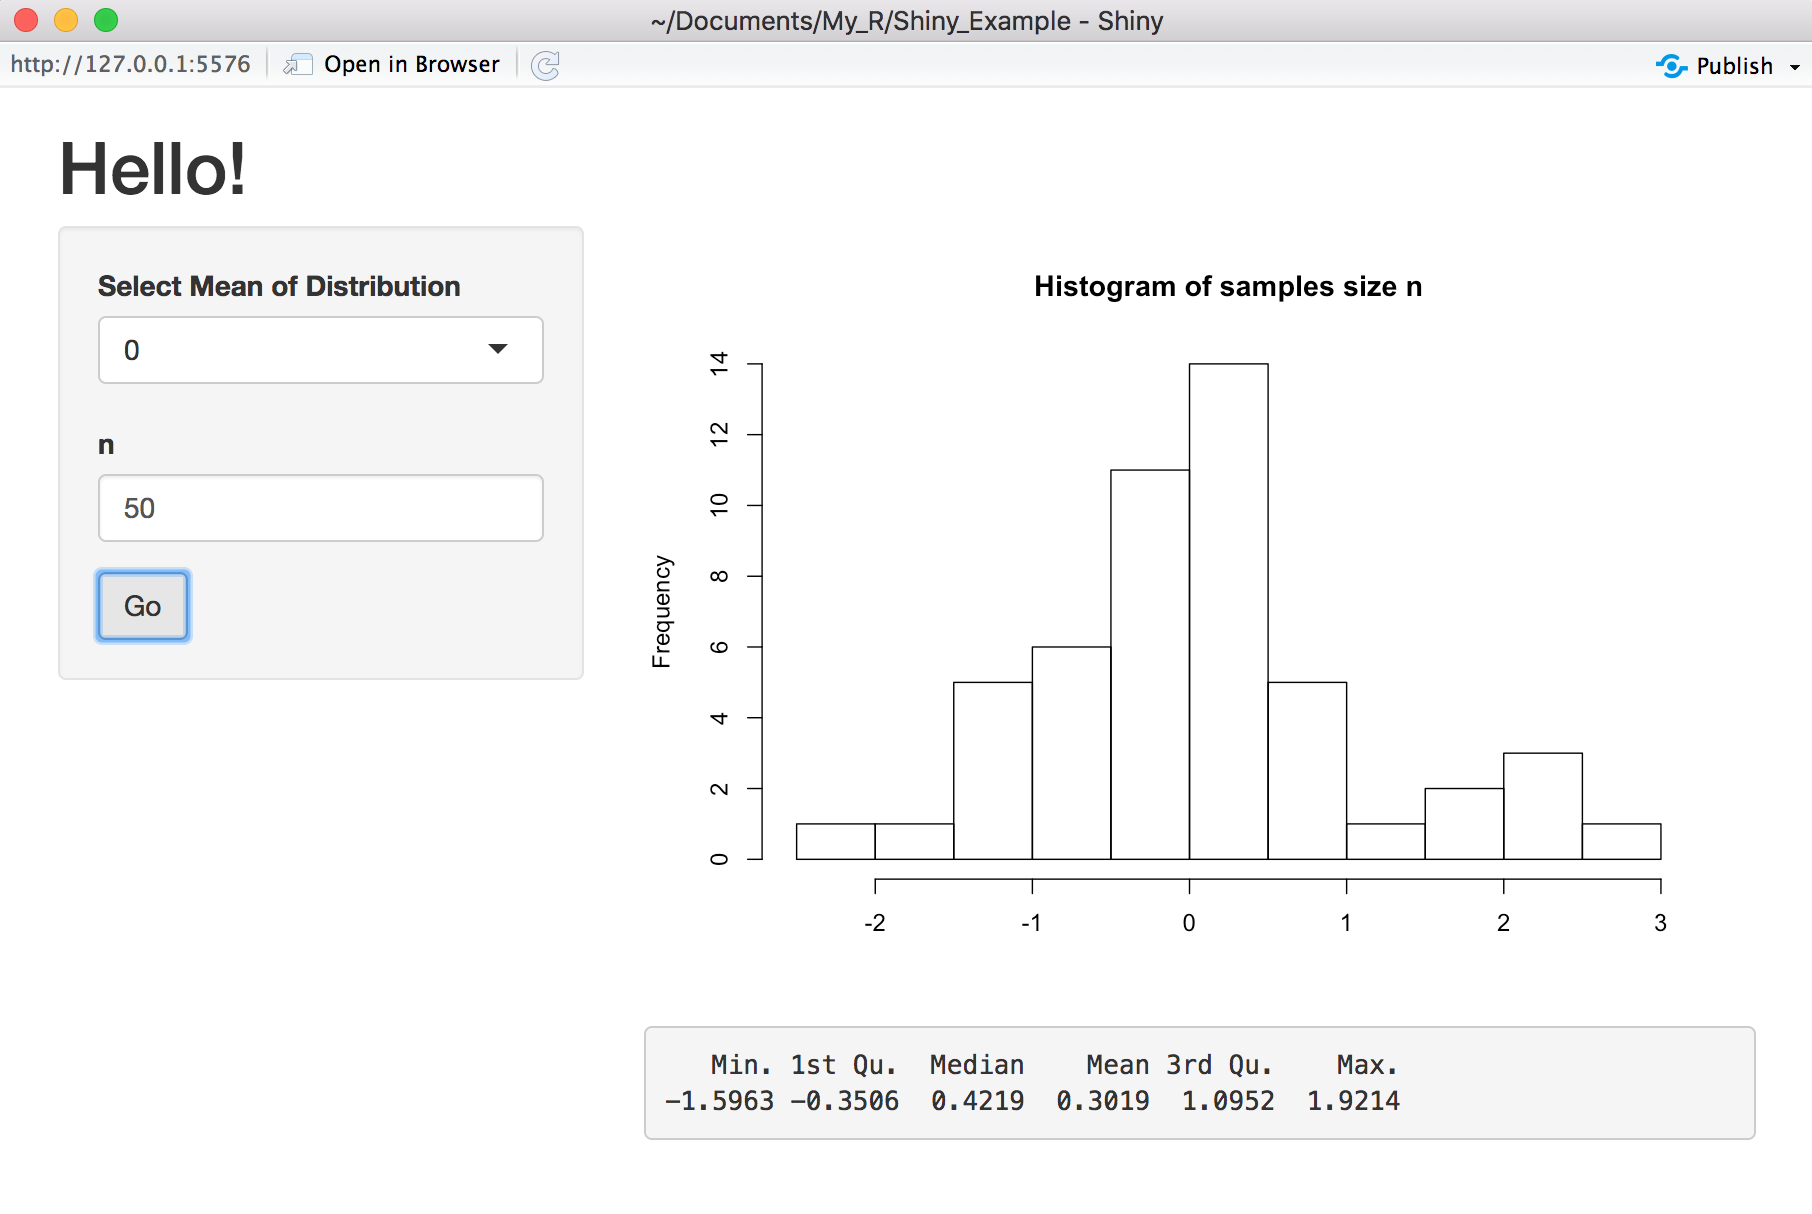 ~/Documents/My_R/Shiny_Example - Shiny
http://127.0.0.1:5576 Open in Browser Publish
Hello!
Select Mean of Distribution
0
n
50
Go
Histogram of samples size n
Frequency
14
12
10
8
6
4
2
0
-2 -1 0 1 2 3
Min. 1st Qu. Median Mean 3rd Qu. Max.
-1.5963 -0.3506 0.4219 0.3019 1.0952 1.9214